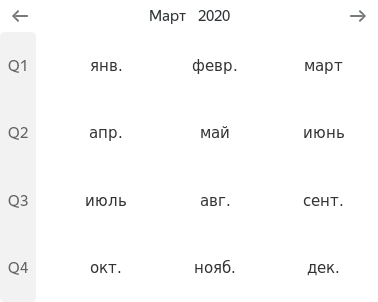 Март 2020
Q1 янв. февр. март
Q2 апр. май июнь
Q3 июль авг. сент.
Q4 окт. нояб. дек.